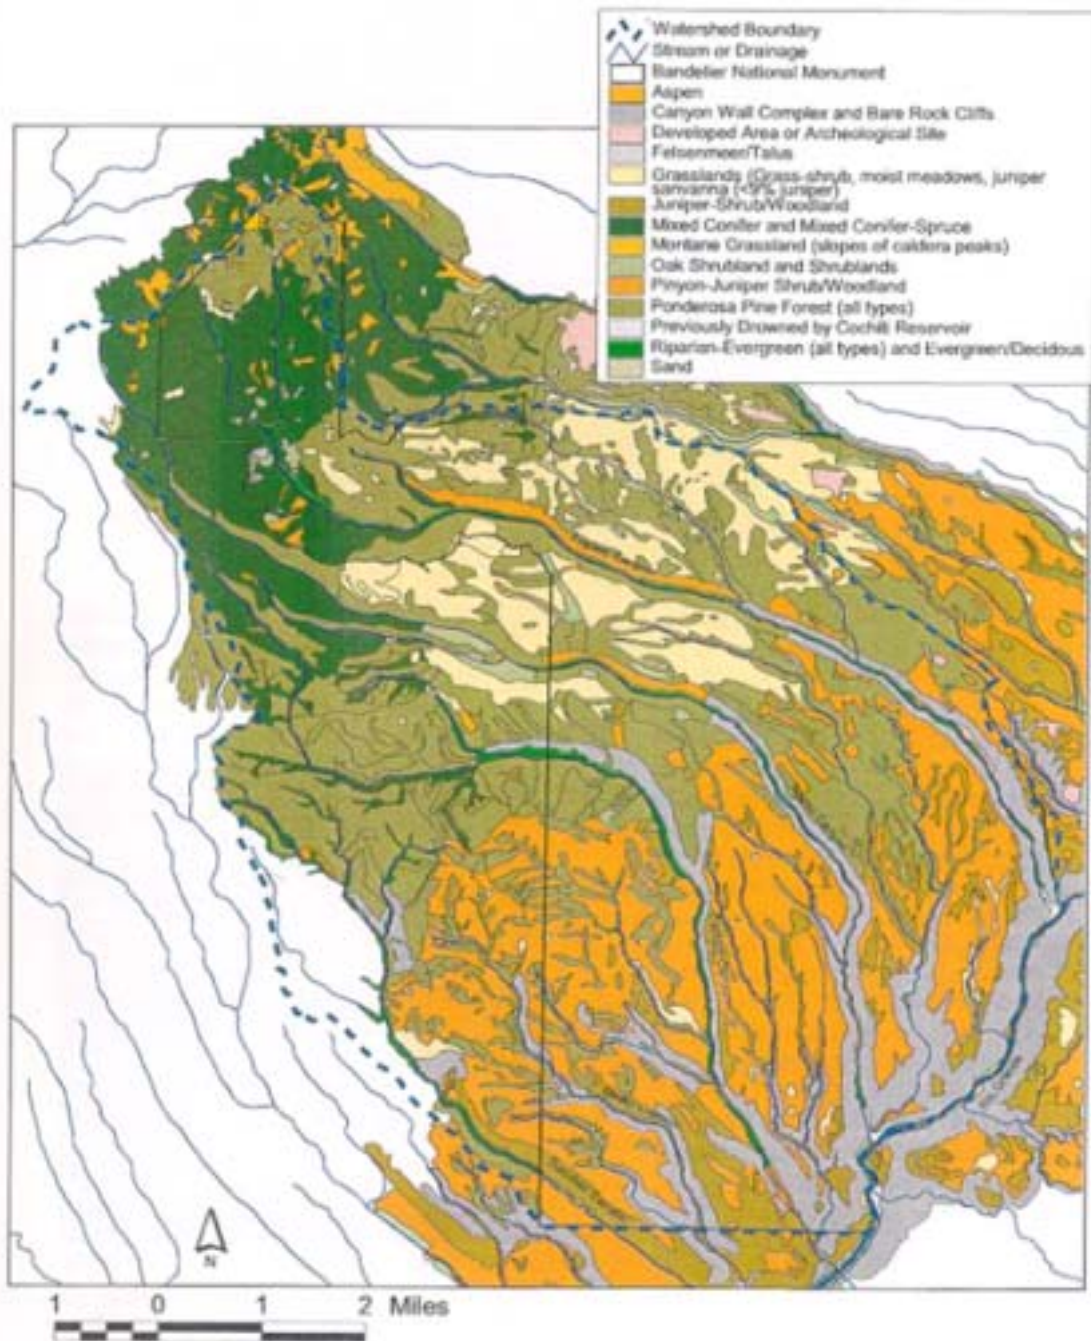 Watershed Boundary
Stream or Drainage
Bandelier National Monument
Aspen
Canyon Wall Complex and Bare Rock Cliffs
Developed Area or Archeological Site
Felsenmeer/Talus
Grasslands (Grass-shrub, moist meadows, juniper
sanvanna (<9% juniper)
Juniper-Shrub/Woodland
Mixed Conifer and Mixed Conifer-Spruce
Montane Grassland (slopes of caldera peaks)
Oak Shrubland and Shrublands
Pinyon-Juniper Shrub/Woodland
Ponderosa Pine Forest (all types)
Previously Drowned by Cochiti Reservoir
Riparian-Evergreen (all types) and Evergreen/Decidous
Sand
N
1 0 1 2 Miles